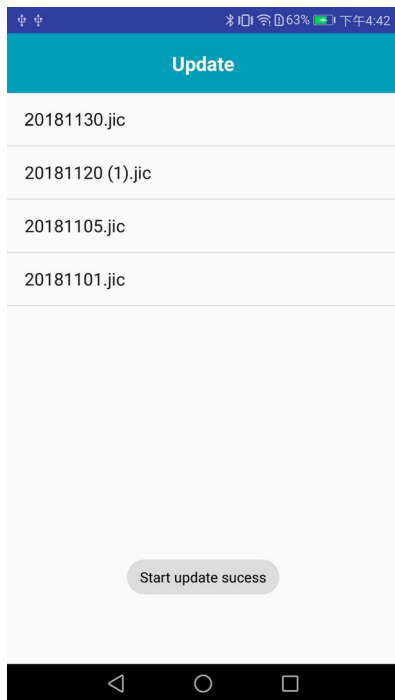 63% 下午4:42
Update
20181130.jic
20181120 (1).jic
20181105.jic
20181101.jic
Start update sucess